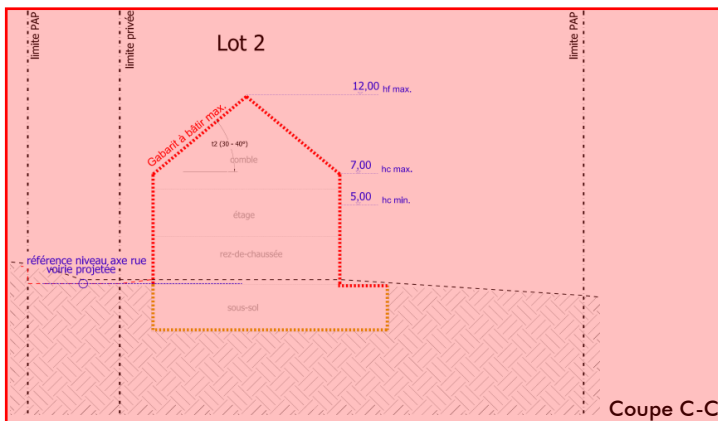 limite PAP
limite privée
limite PAP
Lot 2
12,00 hf max.
Gabarit à bâtir max.
t2 (30 - 40°)
comble
7,00 hc max.
5,00 hc min.
étage
rez-de-chaussée
référence niveau axe rue
voirie projetée
sous-sol
Coupe C-C